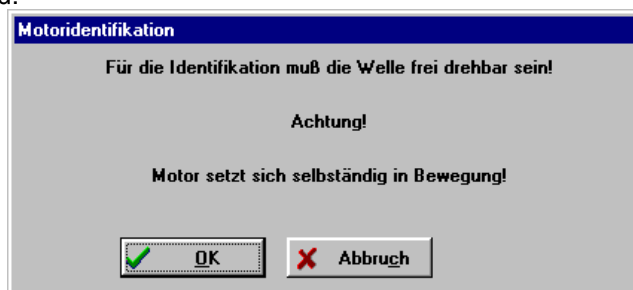 Motoridentifikation
Für die Identifikation muß die Welle frei drehbar sein!
Achtung!
Motor setzt sich selbständig in Bewegung!
OK Abbruch